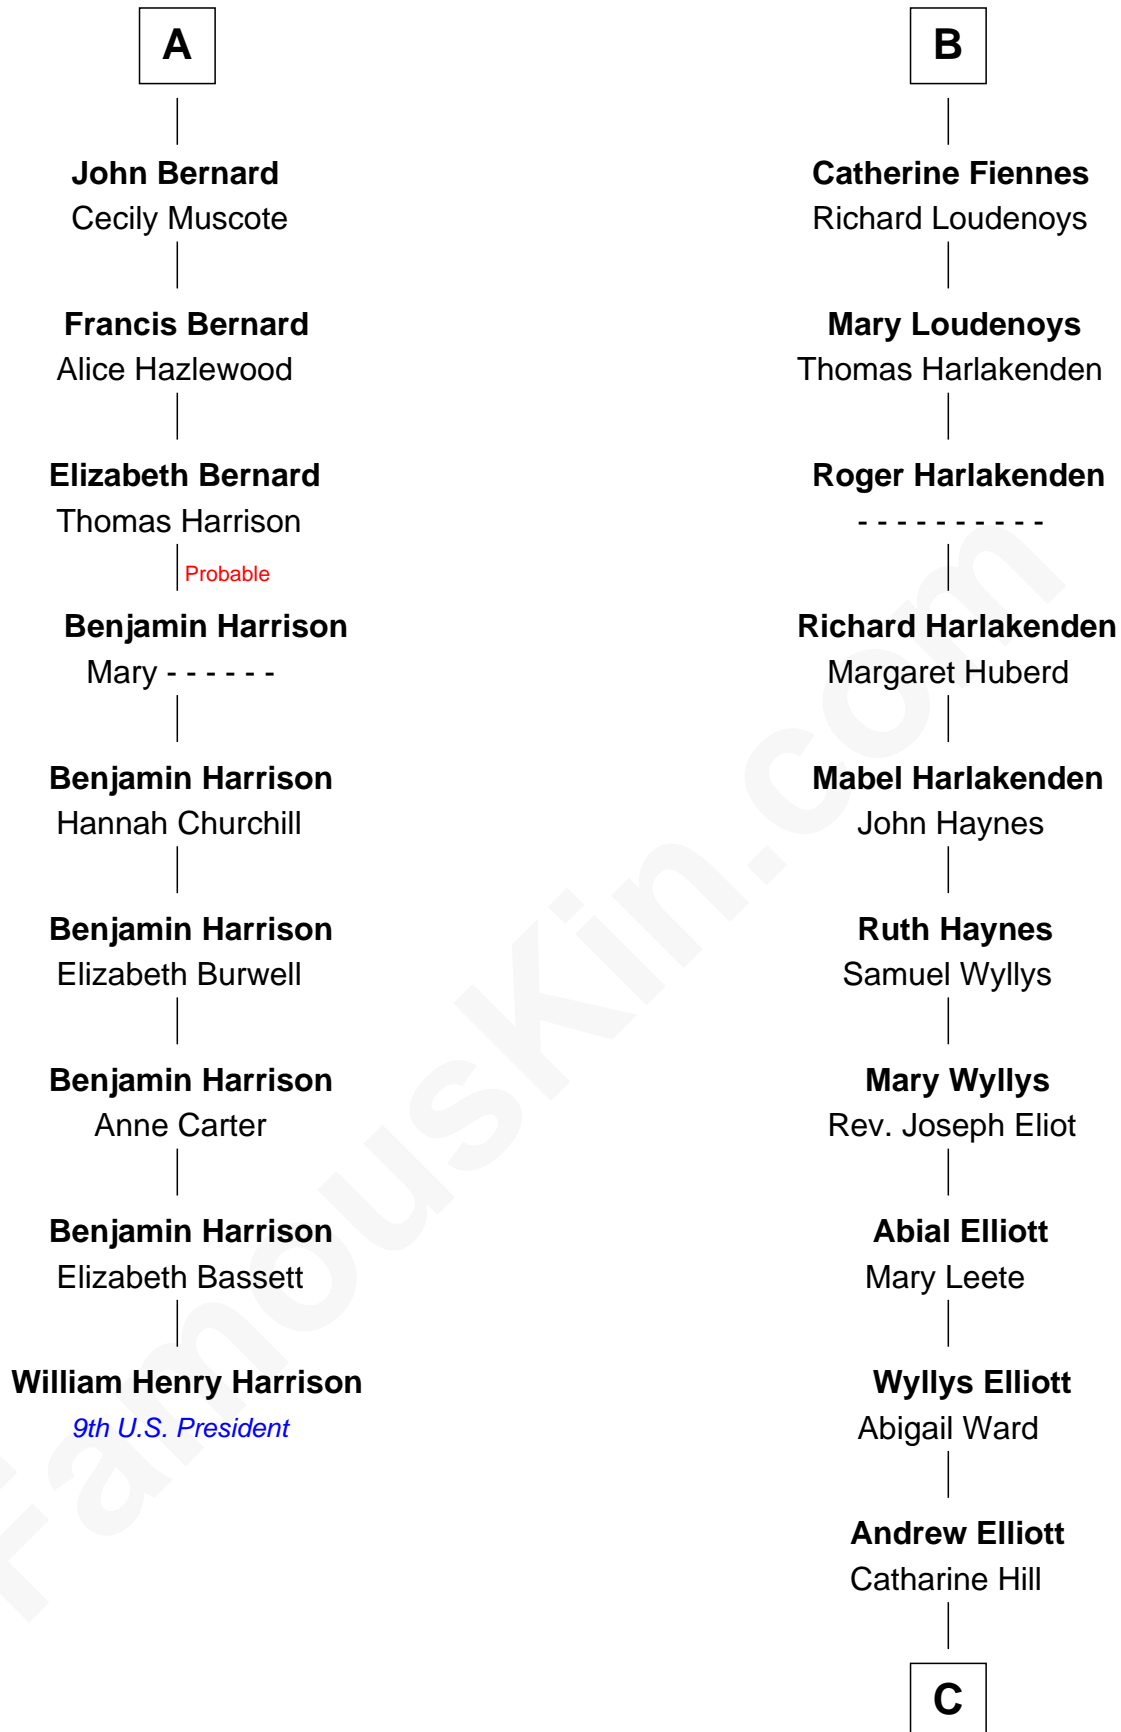 A
John Bernard
Cecily Muscote
Francis Bernard
Alice Hazlewood
Elizabeth Bernard
Thomas Harrison
Probable
Benjamin Harrison
Mary - - - - - -
Benjamin Harrison
Hannah Churchill
Benjamin Harrison
Elizabeth Burwell
Benjamin Harrison
Anne Carter
Benjamin Harrison
Elizabeth Bassett
William Henry Harrison
9th U.S. President
B
Catherine Fiennes
Richard Loudenoys
Mary Loudenoys
Thomas Harlakenden
Roger Harlakenden
- - - - - - - - - -
Richard Harlakenden
Margaret Huberd
Mabel Harlakenden
John Haynes
Ruth Haynes
Samuel Wyllys
Mary Wyllys
Rev. Joseph Eliot
Abial Elliott
Mary Leete
Wyllys Elliott
Abigail Ward
Andrew Elliott
Catharine Hill
C
FamousKin.com